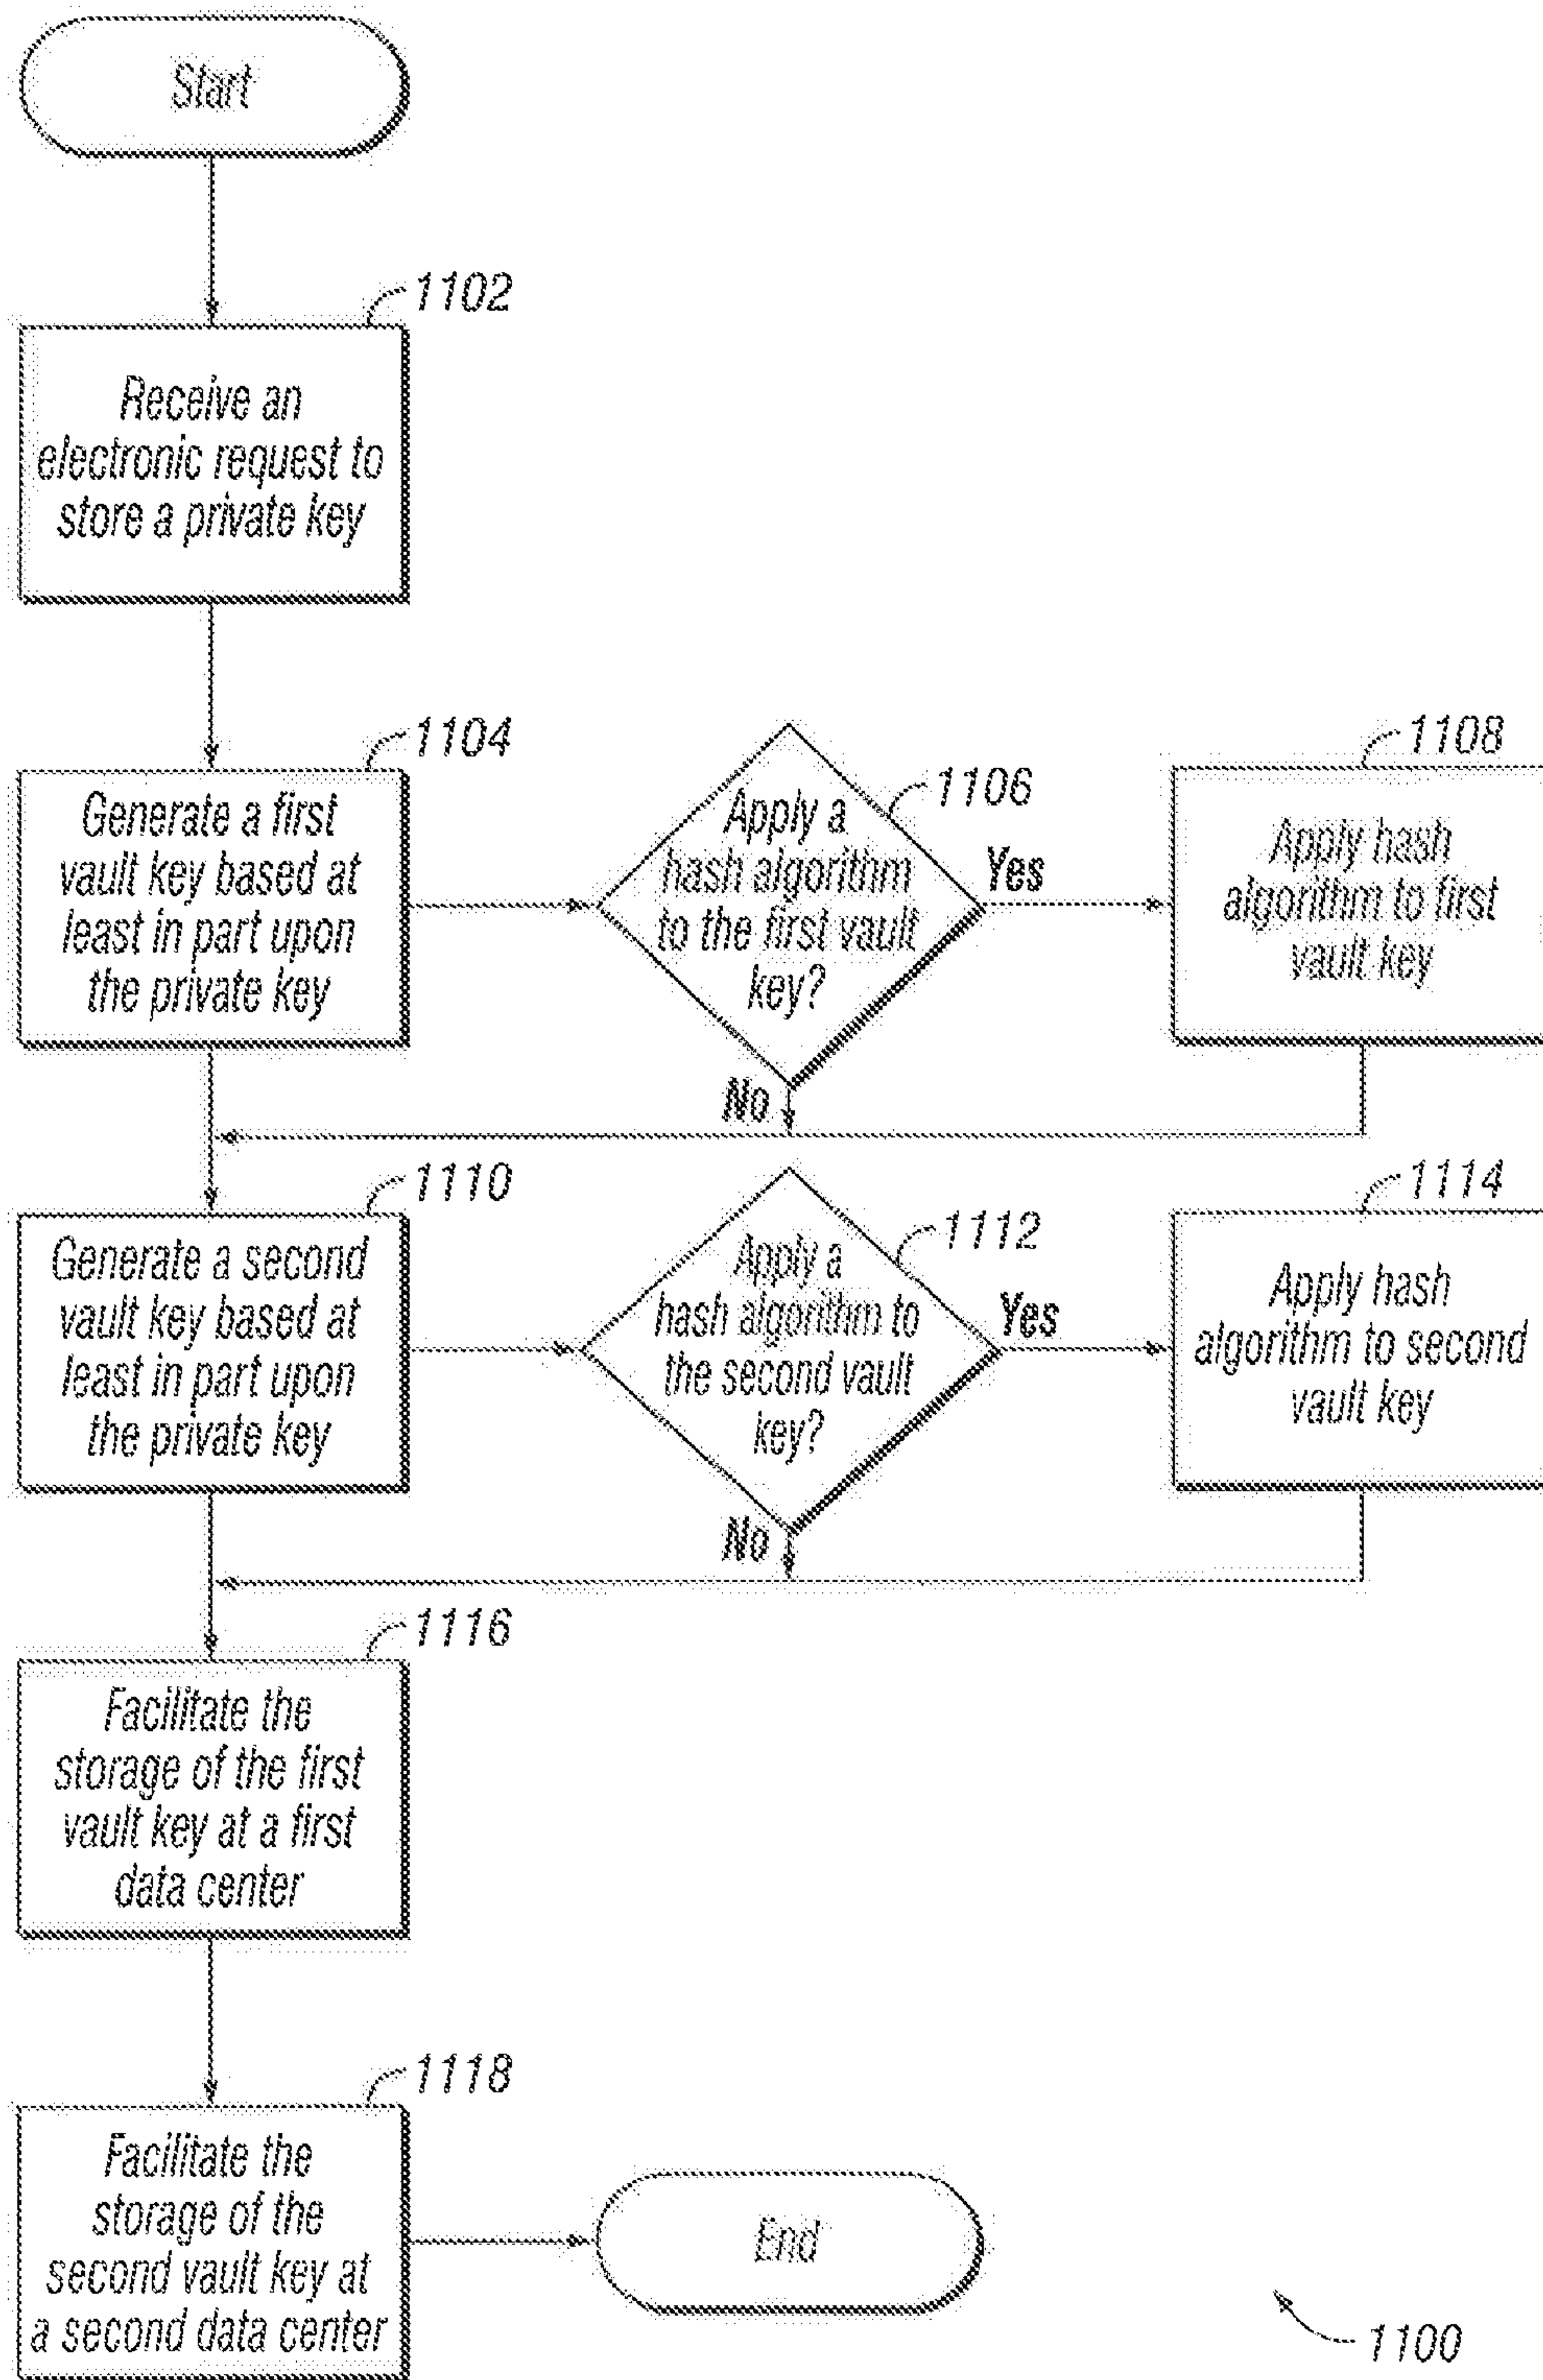 Start
1102
Receive an
electronic request to
store a private key
1104
Generate a first
vault key based at
least in part upon
the private key
1106
Apply a
hash algorithm
to the first vault
key?
Yes
No
1108
Apply hash
algorithm to first
vault key
1110
Generate a second
vault key based at
least in part upon
the private key
1112
Apply a
hash algorithm to
the second vault
key?
Yes
No
1114
Apply hash
algorithm to second
vault key
1116
Facilitate the
storage of the first
vault key at a first
data center
1118
Facilitate the
storage of the
second vault key at
a second data center
End
1100